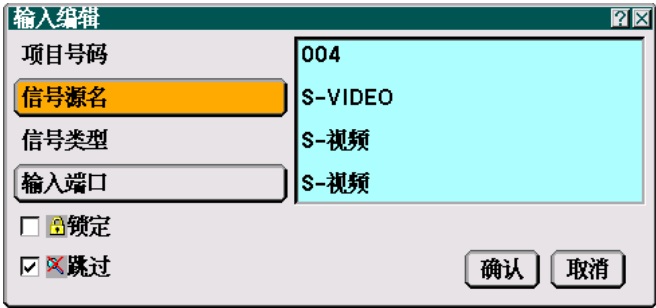 输入编辑
项目号码 004
信号源名 S-VIDEO
信号类型 S-视频
输入端口 S-视频
锁定
跳过
确认 取消